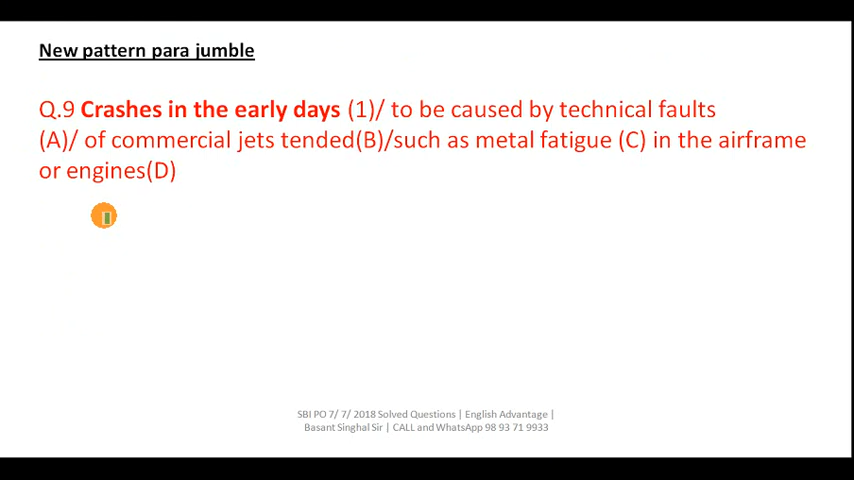 New pattern para jumble
Q.9 Crashes in the early days (1)/ to be caused by technical faults
(A)/ of commercial jets tended(B)/such as metal fatigue (C) in the airframe
or engines(D)
SBI PO 7/ 7/ 2018 Solved Questions | English Advantage |
Basant Singhal Sir | CALL and WhatsApp 98 93 71 9933